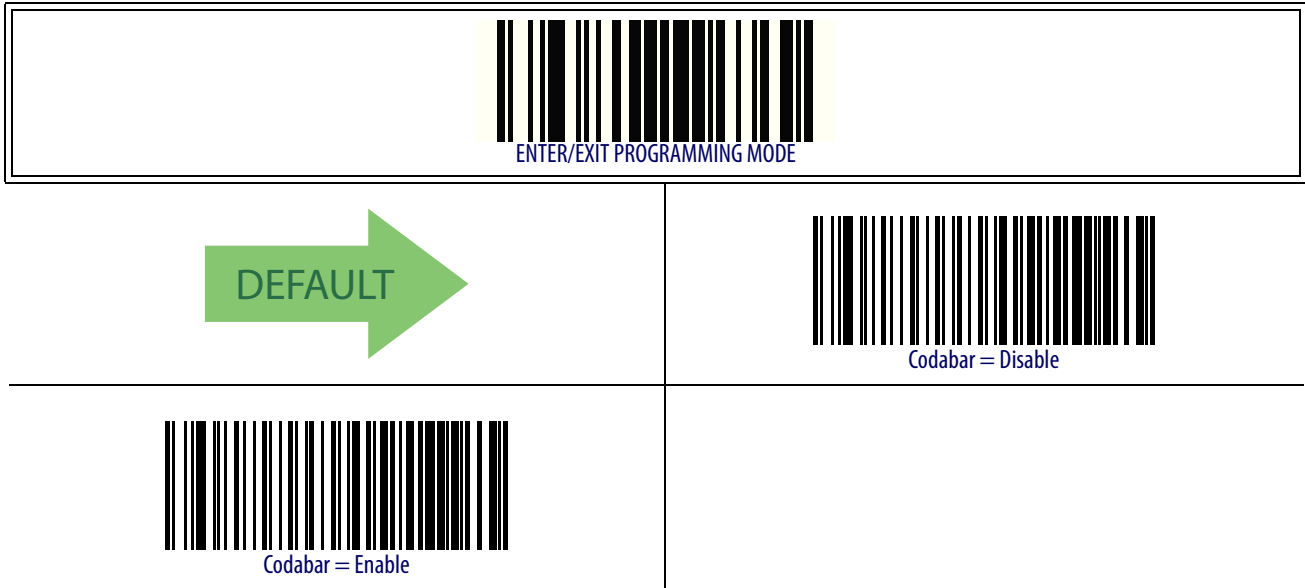 ENTER/EXIT PROGRAMMING MODE
DEFAULT
Codabar = Disable
Codabar = Enable